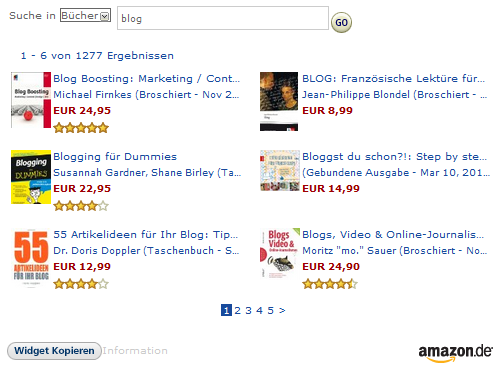 Suche in Bücher blog GO
1 - 6 von 1277 Ergebnissen
Blog Boosting: Marketing / Cont...
Michael Firnkes (Broschiert - Nov 2...
EUR 24,95
BLOG: Französische Lektüre für...
Jean-Philippe Blondel (Broschiert - ...
EUR 8,99
Blog Boosting
Blogging für Dummies
Susannah Gardner, Shane Birley (Ta...
EUR 22,95
Blogging
DUMMIES
Bloggst du schon?!: Step by ste...
(Gebundene Ausgabe - Mar 10, 201...
EUR 14,99
55 Artikelideen für Ihr Blog: Tip...
Dr. Doris Doppler (Taschenbuch - S...
EUR 12,99
55
ARTIKELIDEEN
FÜR IHR BLOG
Blogs, Video & Online-Journalis...
Moritz "mo." Sauer (Broschiert - No...
EUR 24,90
Blogs
Video &
1 2 3 4 5 >
Widget Kopieren Information
amazon.de